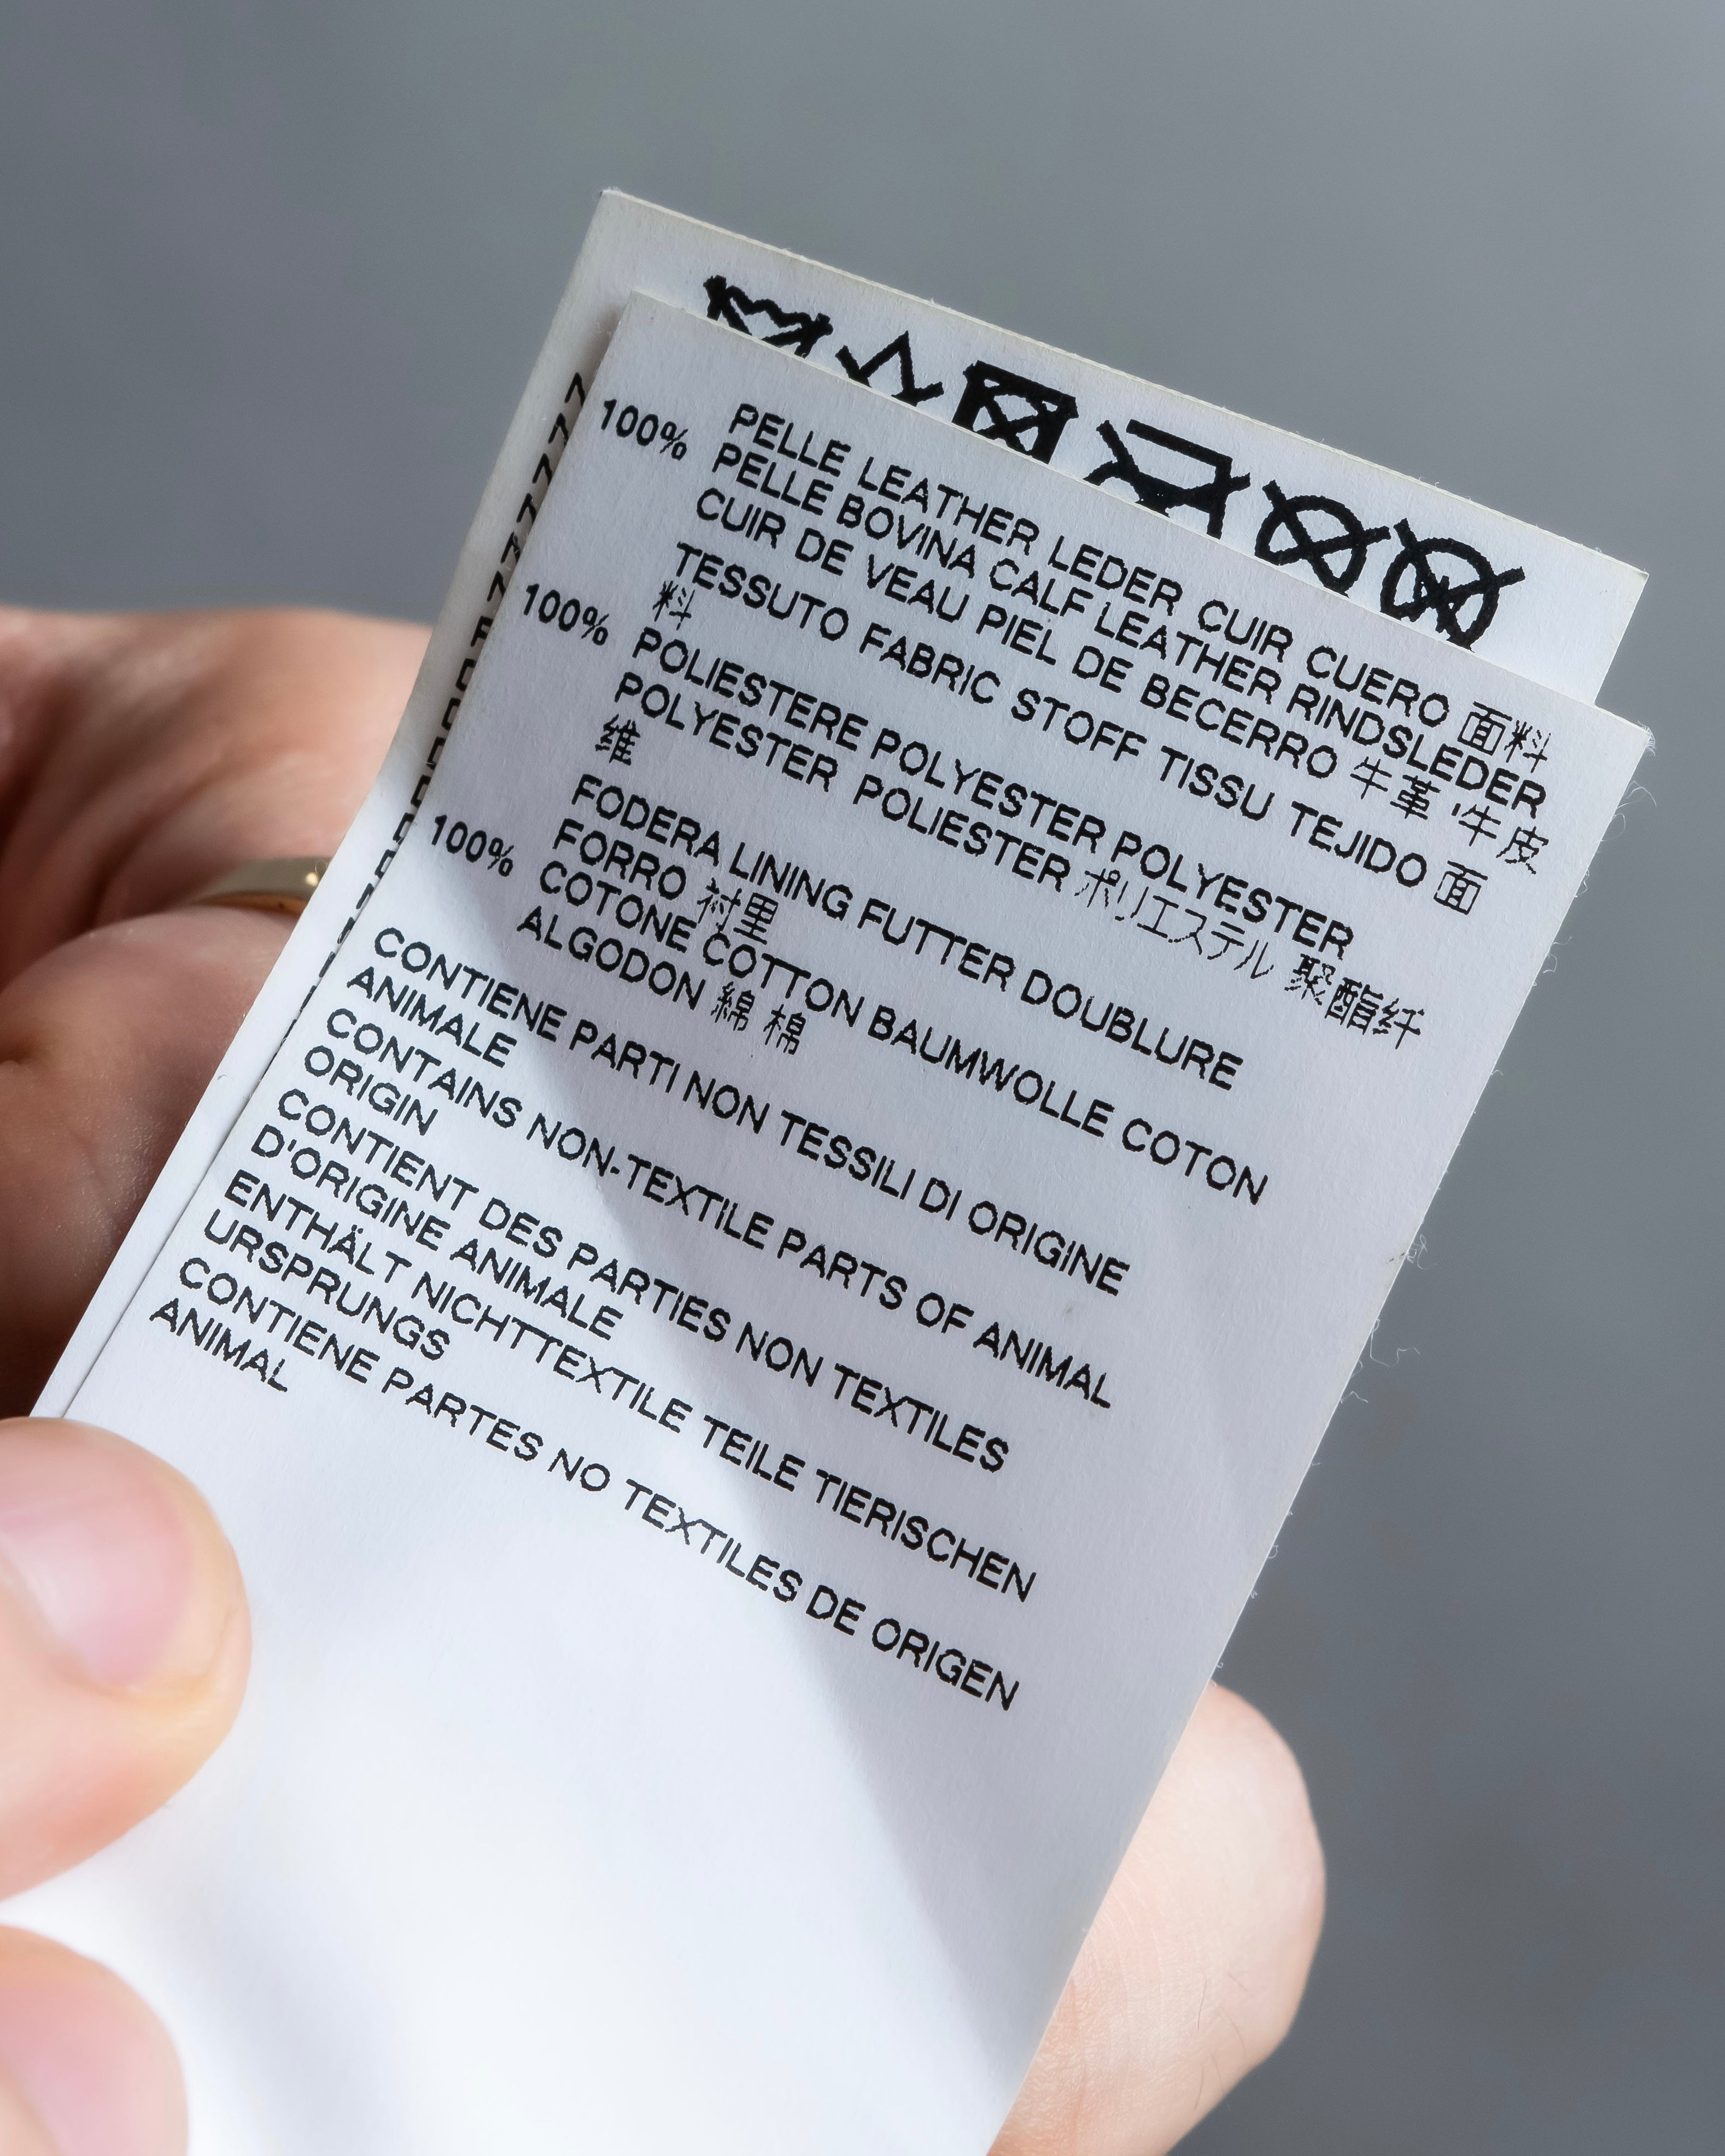 PELLE LEATHER LEDER CUIR CUERO 面料
100% PELLE BOVINA CALF LEATHER RINDSLEDER
CUIR DE VEAU PIEL DE BECERRO 牛革 '牛皮
TESSUTO FABRIC STOFF TISSU TEJIDO 面
料
100% POLIESTERE POLYESTER POLYESTER
POLYESTER POLIESTER ポリエステル 聚酯纤
维
FODERA LINING FUTTER DOUBLURE
FORRO 衬里
100% COTONE COTTON BAUMWOLLE COTON
ALGODON 綿 棉
CONTIENE PARTI NON TESSILI DI ORIGINE
ANIMALE
CONTAINS NON-TEXTILE PARTS OF ANIMAL
ORIGIN
CONTIENT DES PARTIES NON TEXTILES
D'ORIGINE ANIMALE
ENTHÄLT NICHTTEXTILE TEILE TIERISCHEN
URSPRUNGS
CONTIENE PARTES NO TEXTILES DE ORIGEN
ANIMAL